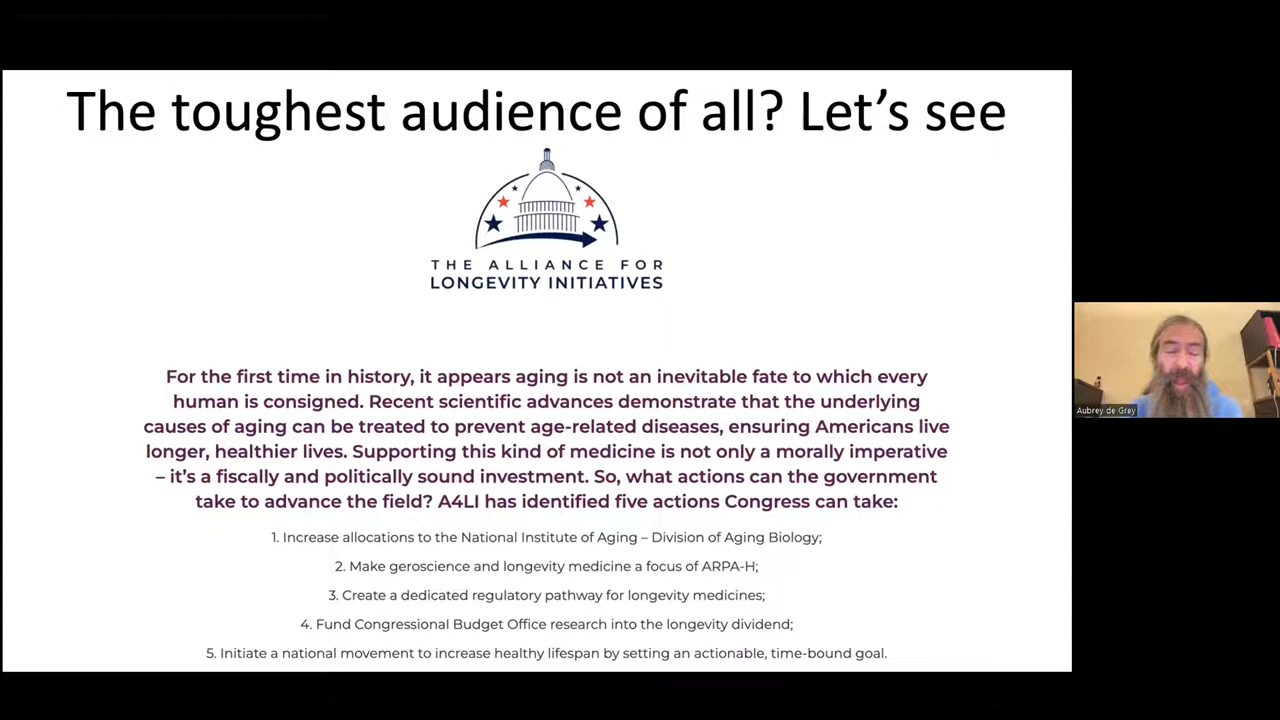 The toughest audience of all? Let's see
THE ALLIANCE FOR
LONGEVITY INITIATIVES
For the first time in history, it appears aging is not an inevitable fate to which every
human is consigned. Recent scientific advances demonstrate that the underlying
causes of aging can be treated to prevent age-related diseases, ensuring Americans live
longer, healthier lives. Supporting this kind of medicine is not only a morally imperative
– it's a fiscally and politically sound investment. So, what actions can the government
take to advance the field? A4LI has identified five actions Congress can take:
1. Increase allocations to the National Institute of Aging – Division of Aging Biology;
2. Make geroscience and longevity medicine a focus of ARPA-H;
3. Create a dedicated regulatory pathway for longevity medicines;
4. Fund Congressional Budget Office research into the longevity dividend;
5. Initiate a national movement to increase healthy lifespan by setting an actionable, time-bound goal.
Aubrey de Grey